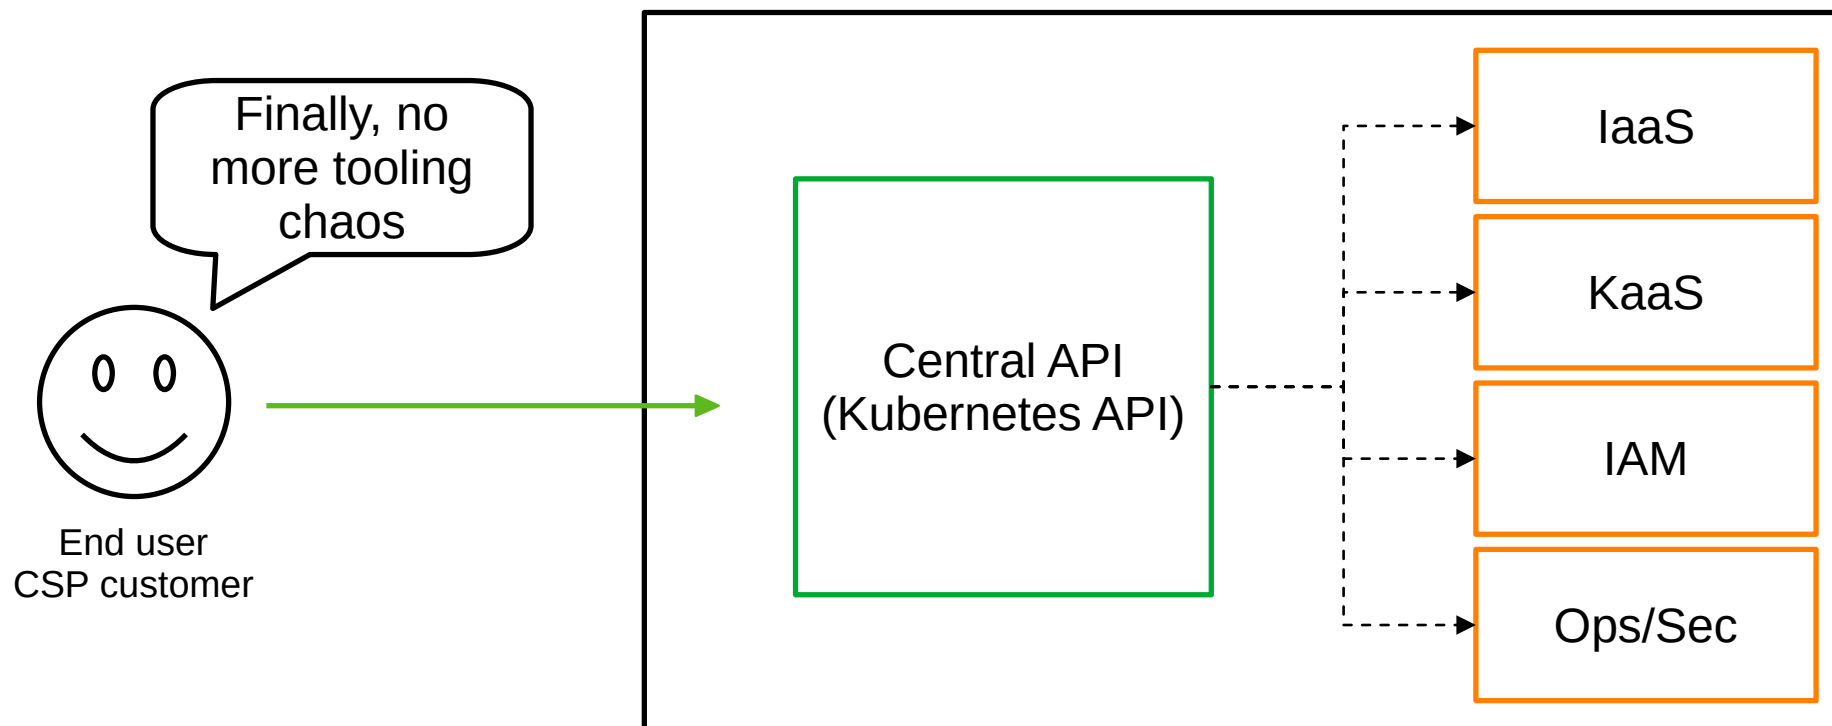 Finally, no
more tooling
chaos
End user
CSP customer
Central API
(Kubernetes API)
IaaS
KaaS
IAM
Ops/Sec